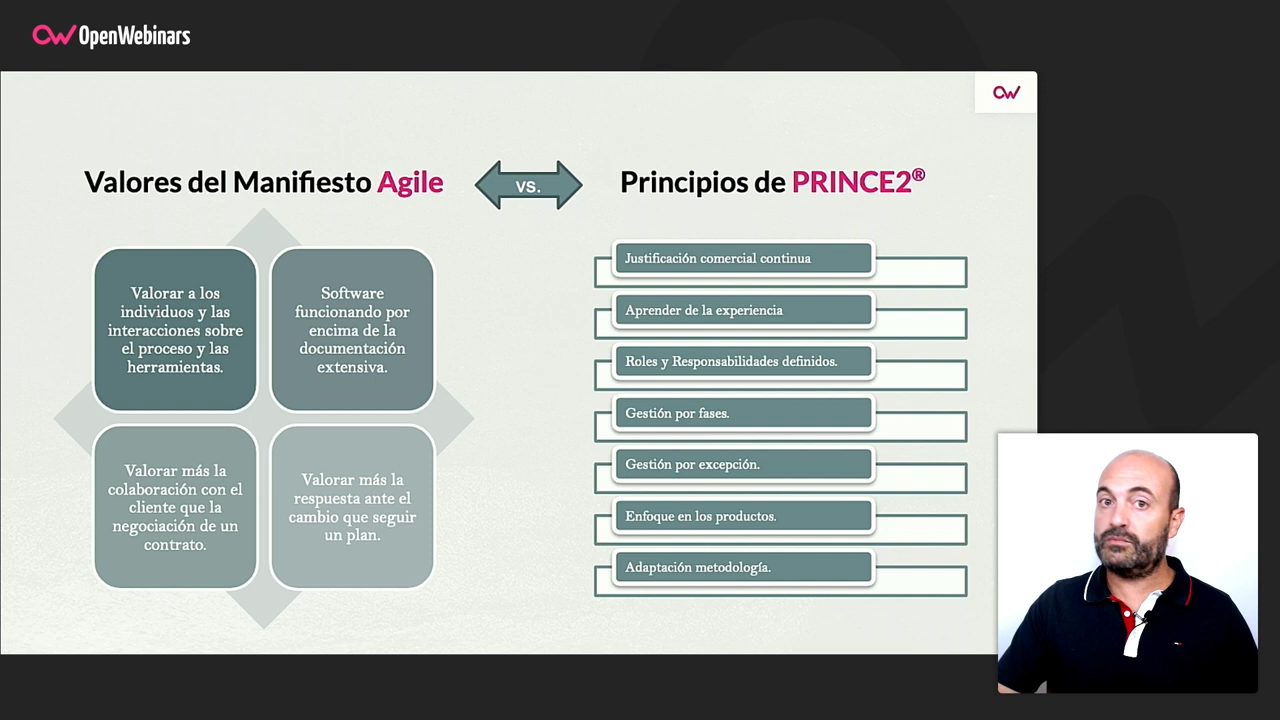 OpenWebinars
Valores del Manifiesto Agile
VS.
Principios de PRINCE2®
Valorar a los
individuos y las
interacciones sobre
el proceso y las
herramientas.
Software
funcionando por
encima de la
documentación
extensiva.
Valorar más la
colaboración con el
cliente que la
negociación de un
contrato.
Valorar más la
respuesta ante el
cambio que seguir
un plan.
Justificación comercial continua
Aprender de la experiencia
Roles y Responsabilidades definidos.
Gestión por fases.
Gestión por excepción.
Enfoque en los productos.
Adaptación metodología.